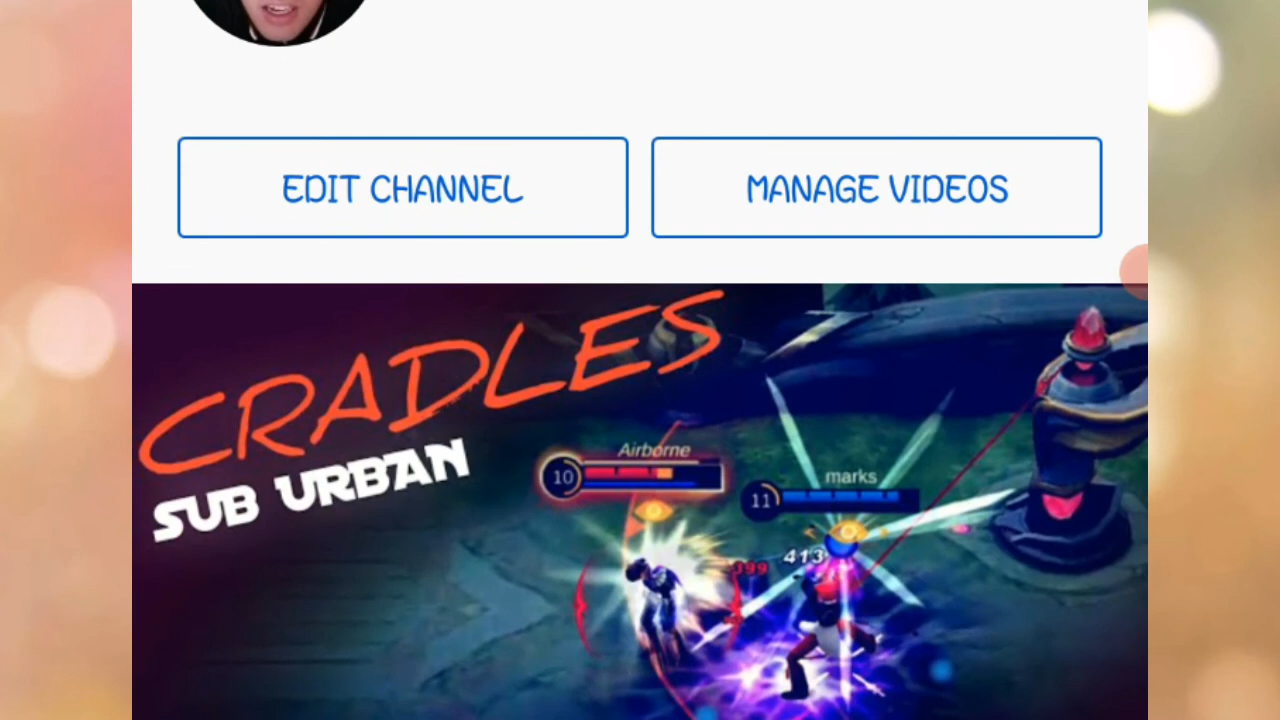 EDIT CHANNEL
MANAGE VIDEOS
CRADLES
SUB URBAN
Airborne
10
marks
11
413
399